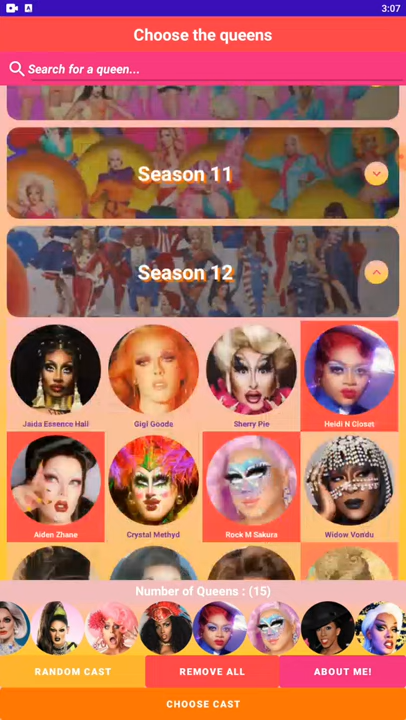 3:07
Choose the queens
Search for a queen...
Season 11
Season 12
Jaida Essence Hall
Gigi Goode
Sherry Pie
Heidi N Closet
Aiden Zhane
Crystal Methyd
Rock M Sakura
Widow Von'du
Number of Queens : (15)
RANDOM CAST
REMOVE ALL
ABOUT ME!
CHOOSE CAST